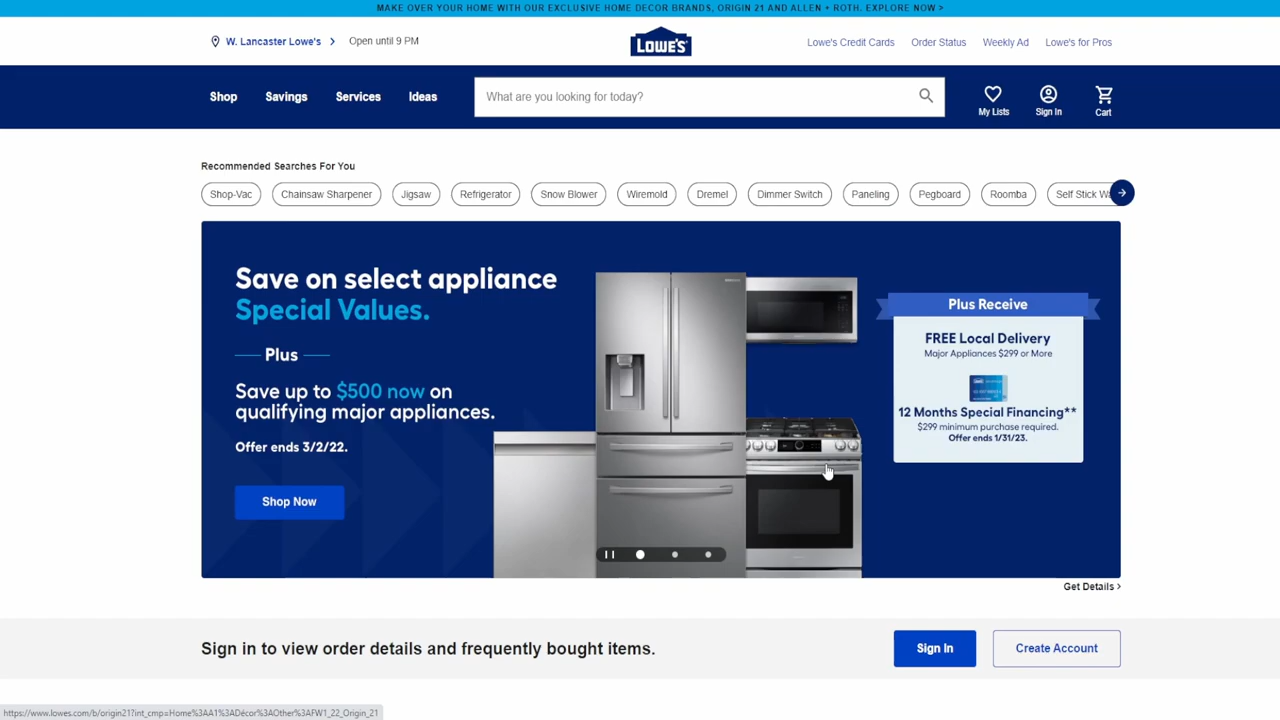 MAKE OVER YOUR HOME WITH OUR EXCLUSIVE HOME DECOR BRANDS, ORIGIN 21 AND ALLEN + ROTH. EXPLORE NOW >
W. Lancaster Lowe's > Open until 9 PM
LOWE'S
Lowe's Credit Cards Order Status Weekly Ad Lowe's for Pros
Shop Savings Services Ideas
What are you looking for today?
My Lists Sign In Cart
Recommended Searches For You
Shop-Vac Chainsaw Sharpener Jigsaw Refrigerator Snow Blower Wiremold Dremel Dimmer Switch Paneling Pegboard Roomba Self Stick
Save on select appliance
Special Values.
Plus
Save up to $500 now on
qualifying major appliances.
Offer ends 3/2/22.
Shop Now
Plus Receive
FREE Local Delivery
Major Appliances $299 or More
12 Months Special Financing**
$299 minimum purchase required.
Offer ends 1/31/23.
Get Details >
Sign in to view order details and frequently bought items.
Sign In
Create Account
https://www.lowes.com/b/origin21?int_cmp=Home%3AA1%3ADécor%3AOther%3AFW1_22_Origin_21